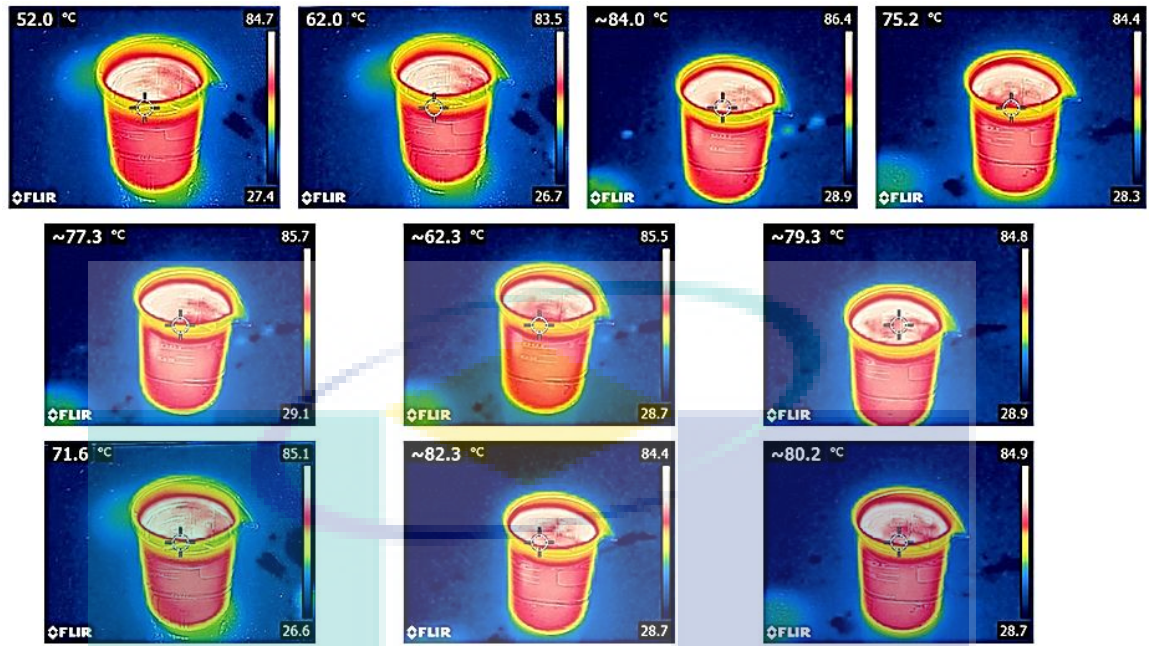 52.0 °C 84.7
FLIR 27.4
62.0 °C 83.5
FLIR 26.7
~84.0 °C 86.4
FLIR 28.9
75.2 °C 84.4
FLIR 28.3
~77.3 °C 85.7
FLIR 29.1
~62.3 °C 85.5
FLIR 28.7
~79.3 °C 84.8
FLIR 28.9
71.6 °C 85.1
FLIR 26.6
~82.3 °C 84.4
FLIR 28.7
~80.2 °C 84.9
FLIR 28.7